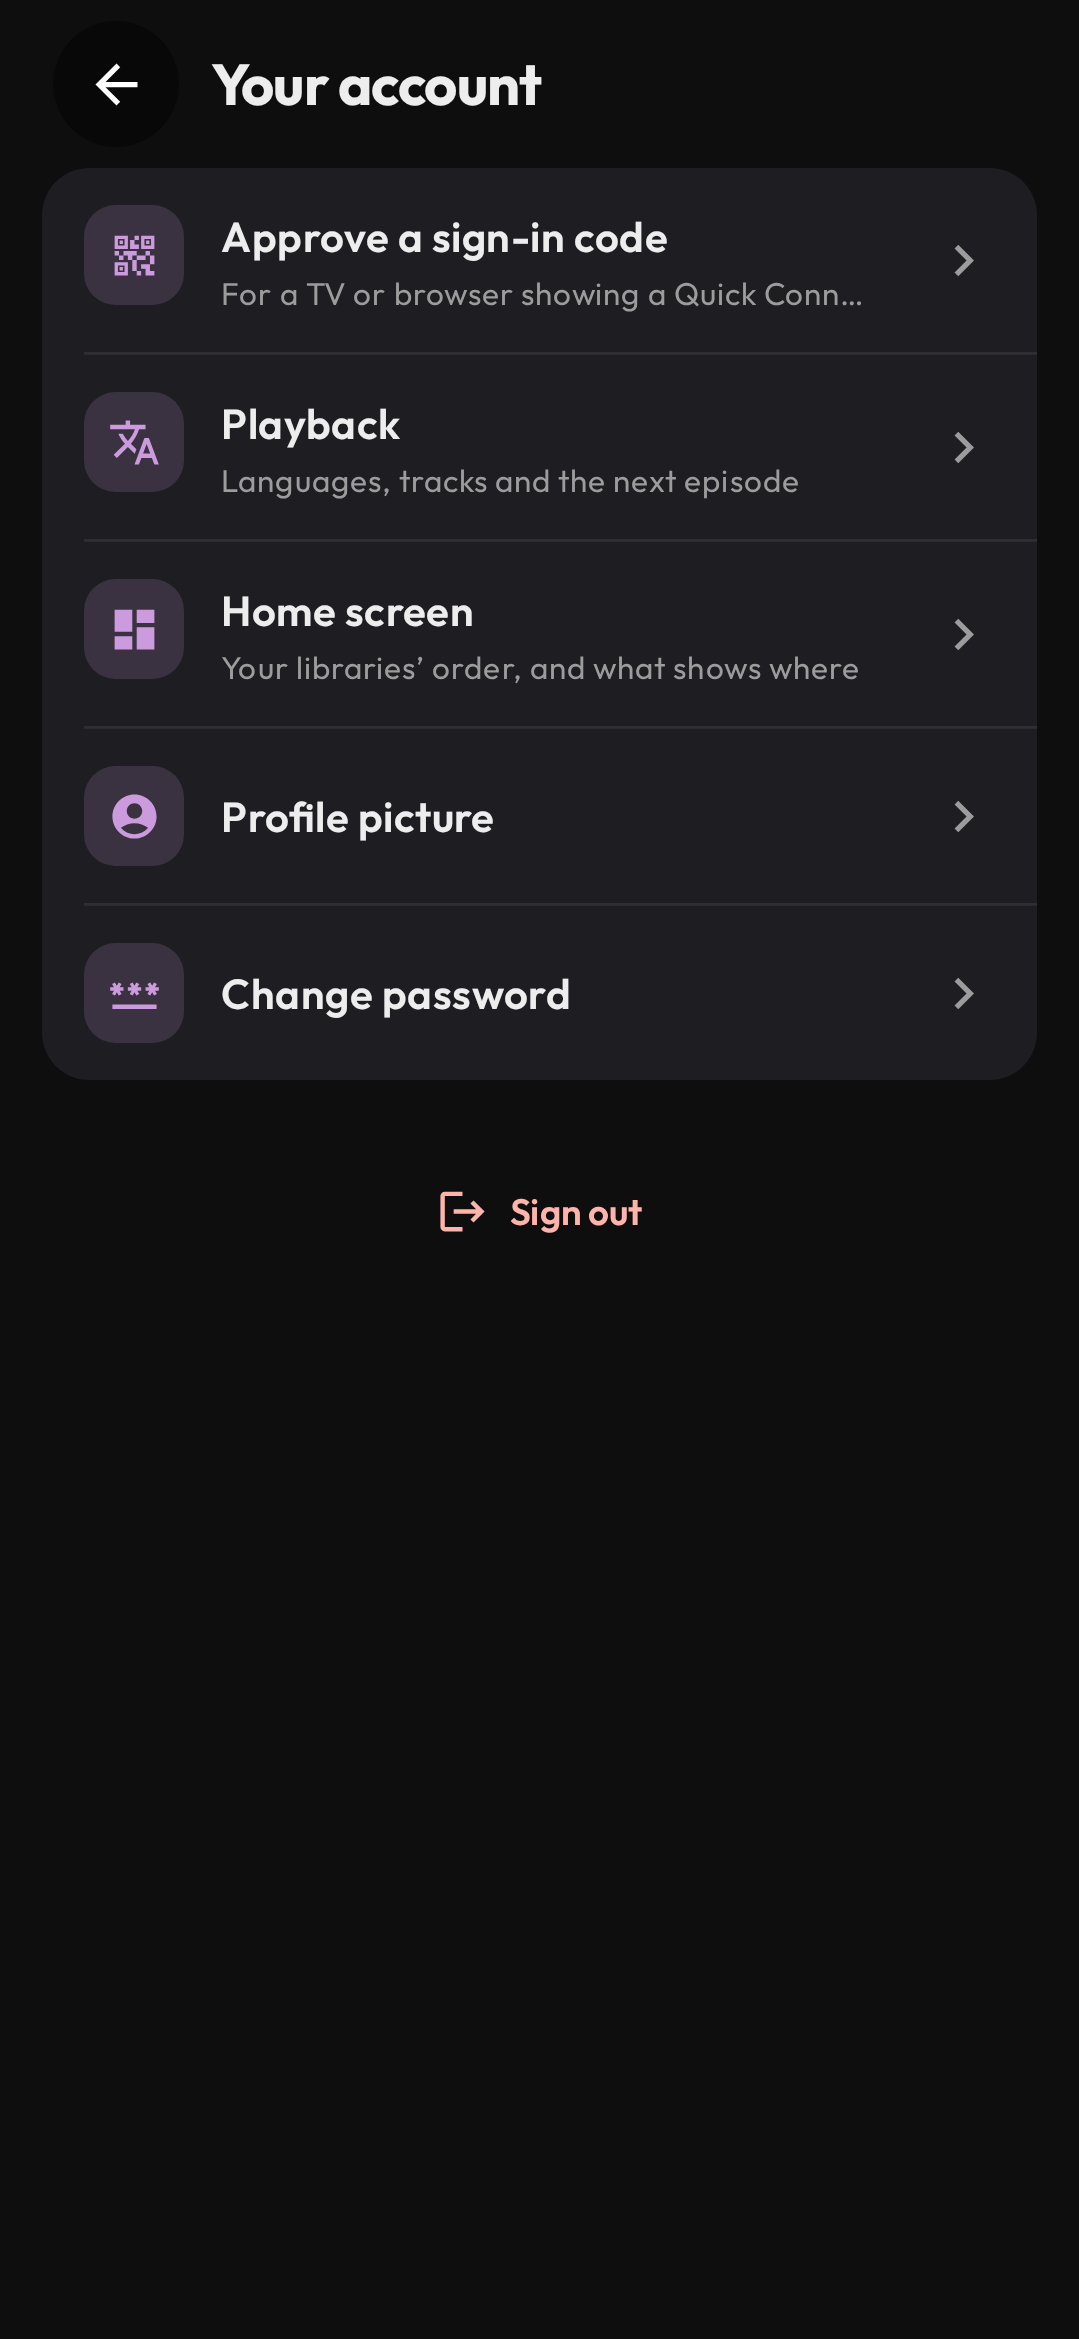 Your account
Approve a sign-in code
For a TV or browser showing a Quick Conn...
Playback
Languages, tracks and the next episode
Home screen
Your libraries’ order, and what shows where
Profile picture
Change password
Sign out